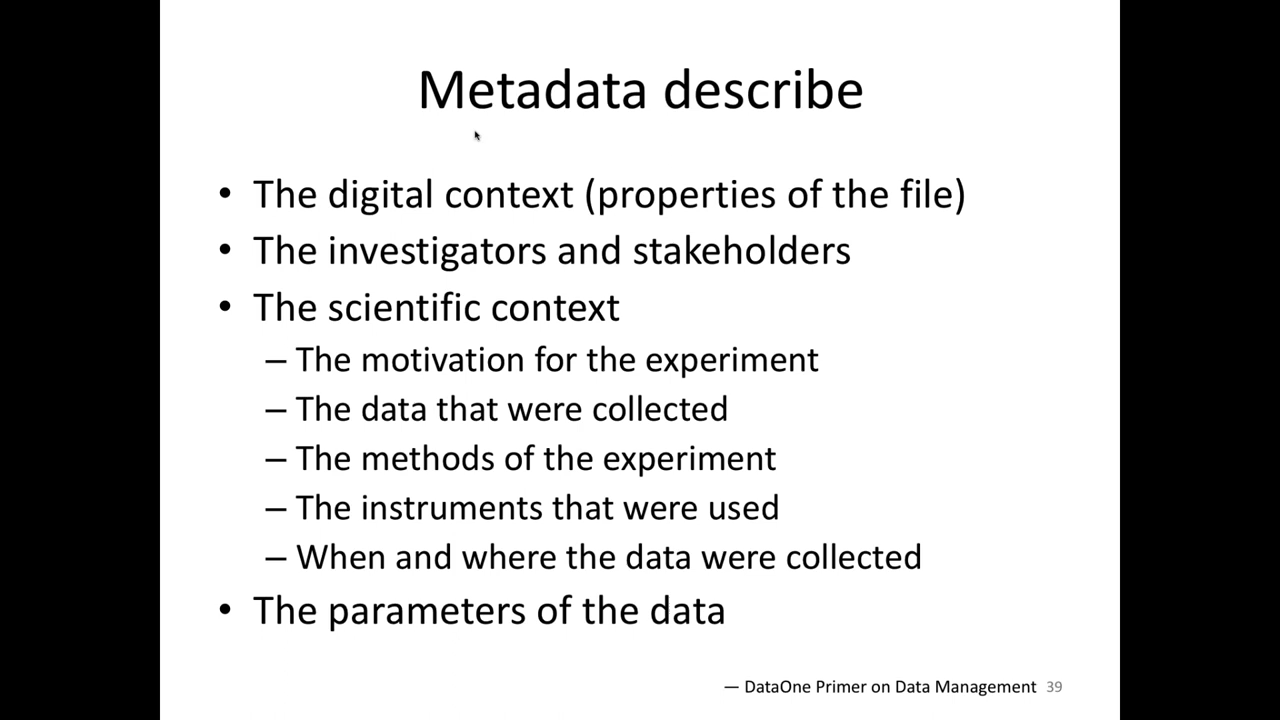 Metadata describe
• The digital context (properties of the file)
• The investigators and stakeholders
• The scientific context
– The motivation for the experiment
– The data that were collected
– The methods of the experiment
– The instruments that were used
– When and where the data were collected
• The parameters of the data
— DataOne Primer on Data Management 39